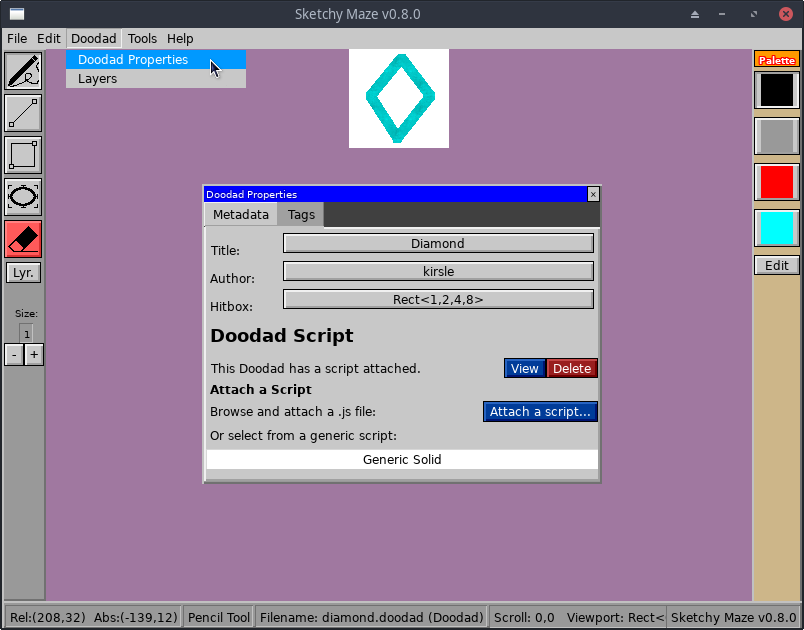 Sketchy Maze v0.8.0
File Edit Doodad Tools Help
Doodad Properties
Layers
Palette
Doodad Properties
Metadata Tags
Title: Diamond
Author: kirsle
Hitbox: Rect<1,2,4,8>
Doodad Script
This Doodad has a script attached. View Delete
Attach a Script
Browse and attach a .js file: Attach a script...
Or select from a generic script:
Generic Solid
Lyr.
Size:
1
- +
Edit
Rel:(208,32) Abs:(-139,12) Pencil Tool Filename: diamond.doodad (Doodad) Scroll: 0,0 Viewport: Rect< Sketchy Maze v0.8.0